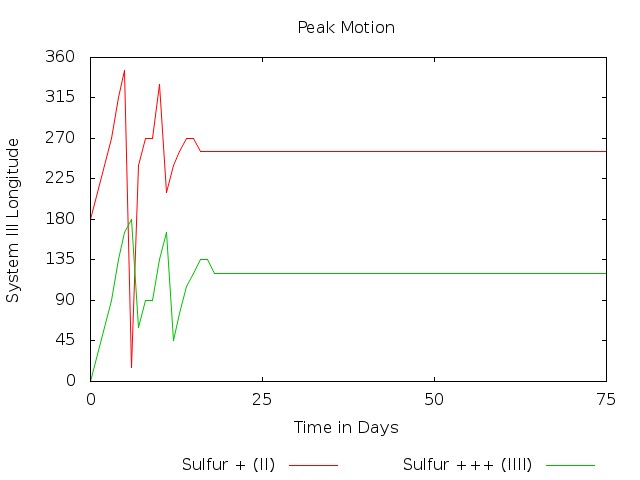 Peak Motion
360
315
270
225
180
135
90
45
0
System III Longitude
0 25 50 75
Time in Days
Sulfur + (II) Sulfur +++ (IIII)